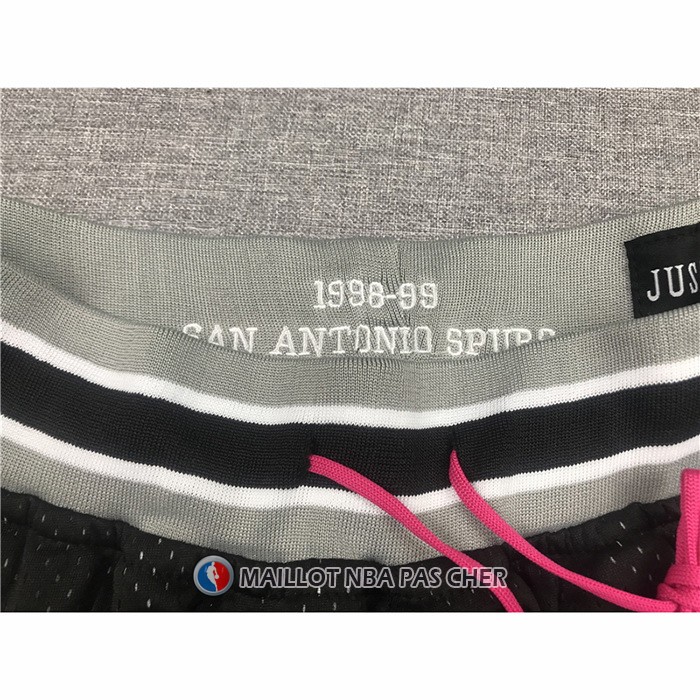 1998-99
SAN ANTONIO SPURS
JUS
MAILLOT NBA PAS CHER